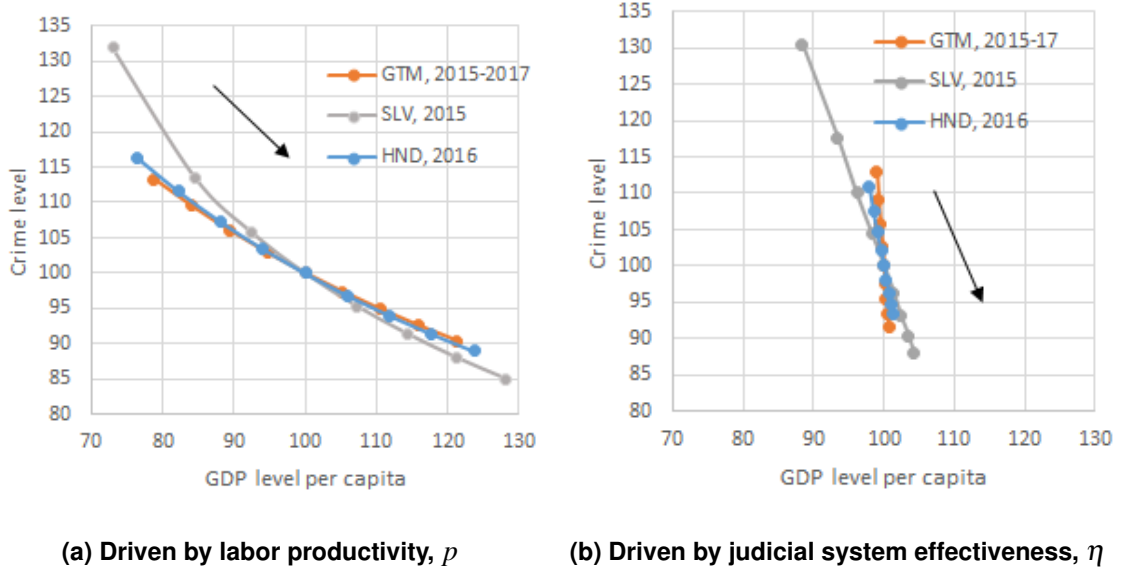 135
130
125
120
115
110
105
100
95
90
85
80
Crime level
GTM, 2015-2017
SLV, 2015
HND, 2016
70 80 90 100 110 120 130
GDP level per capita
(a) Driven by labor productivity, p
135
130
125
120
115
110
105
100
95
90
85
80
Crime level
GTM, 2015-17
SLV, 2015
HND, 2016
70 80 90 100 110 120 130
GDP level per capita
(b) Driven by judicial system effectiveness, η